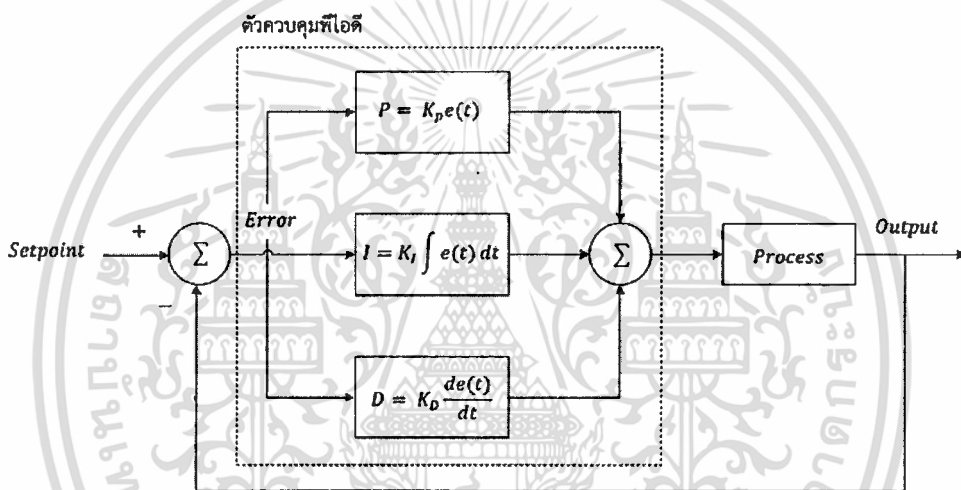 ตัวควบคุมพีไอดี
P = K_p e(t)
Setpoint
+
−
Σ
Error
I = K_I ∫ e(t) dt
Σ
Process
Output
D = K_D de(t)/dt